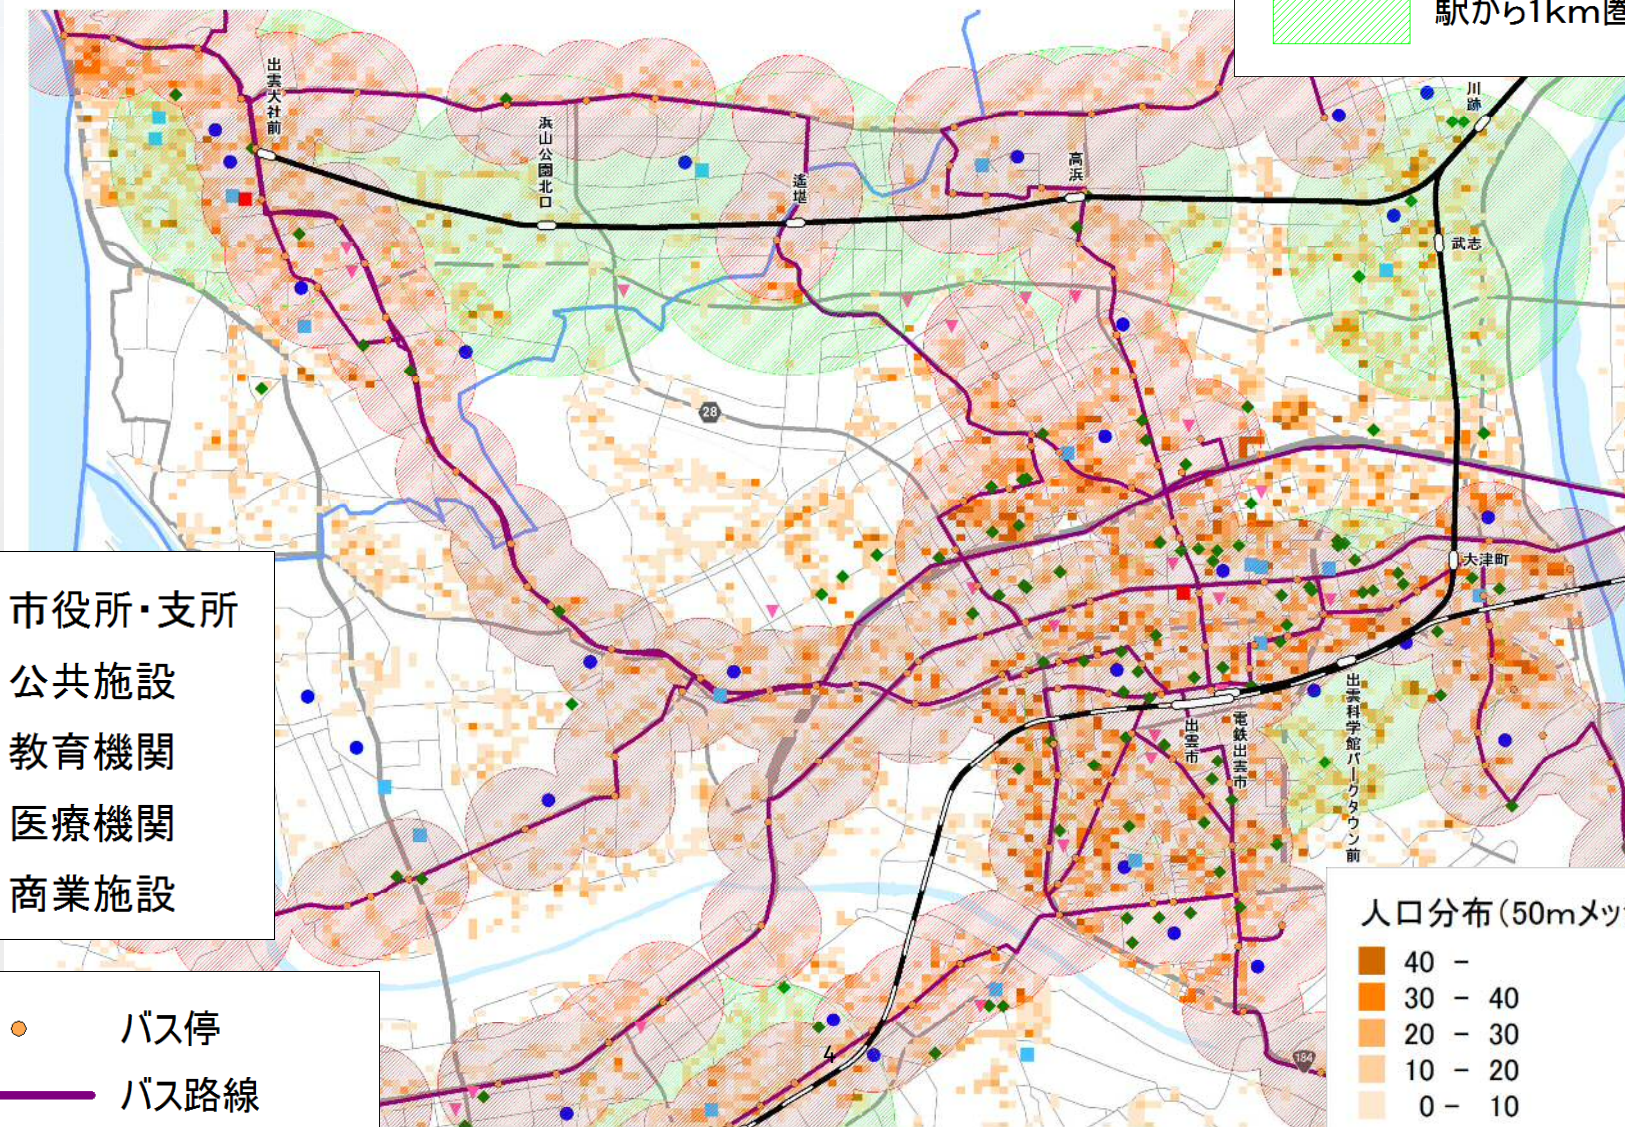 駅から1km圏
出雲大社前
浜山公園北口
遙堪
高浜
川跡
武志
28
大津町
出雲市
電鉄出雲市
出雲科学館パークタウン前
市役所・支所
公共施設
教育機関
医療機関
商業施設
バス停
バス路線
4
184
人口分布（50mメッ
40 -
30 - 40
20 - 30
10 - 20
0 - 10